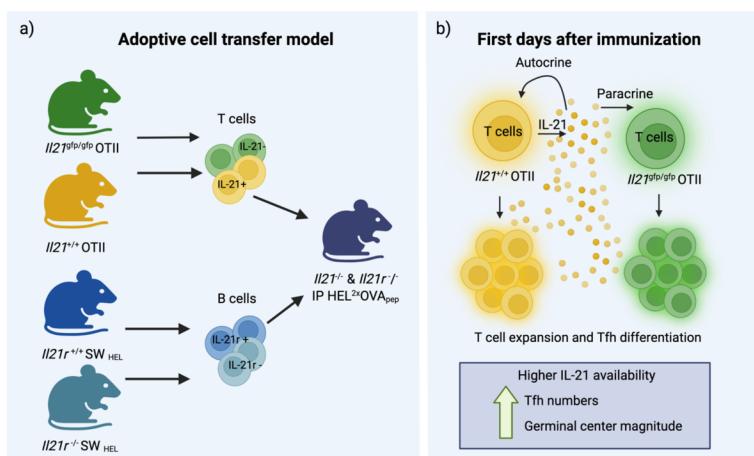 a)
Adoptive cell transfer model
Il21gfp/gfp OTII
Il21+/+ OTII
T cells
IL-21-
IL-21+
Il21r+/+ SW HEL
Il21r-/- SW HEL
B cells
IL-21r +
IL-21r -
Il21-/- & Il21r-/-
IP HEL2xOVApep
b)
First days after immunization
Autocrine
Paracrine
T cells
IL-21
T cells
Il21+/+ OTII
Il21gfp/gfp OTII
T cell expansion and Tfh differentiation
Higher IL-21 availability
Tfh numbers
Germinal center magnitude